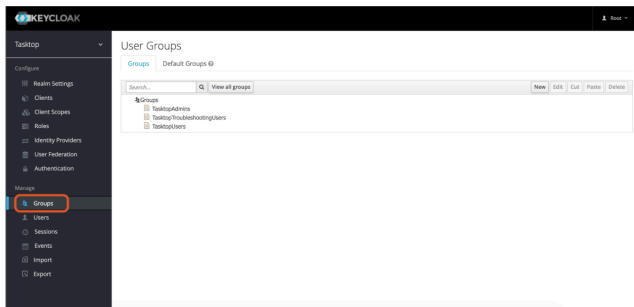 KEYCLOAK
Root
Tasktop
Configure
Realm Settings
Clients
Client Scopes
Roles
Identity Providers
User Federation
Authentication
Manage
Groups
Users
Sessions
Events
Import
Export
User Groups
Groups Default Groups
Search... View all groups New Edit Cut Paste Delete
Groups
TasktopAdmins
TasktopTroubleshootingUsers
TasktopUsers